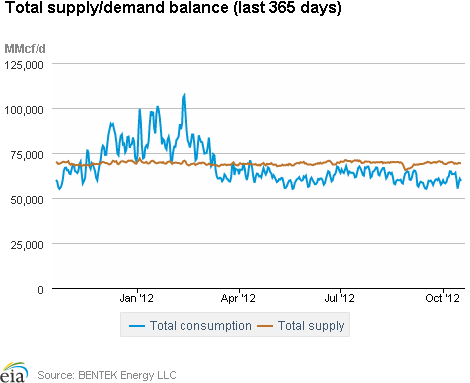 Total supply/demand balance (last 365 days)
MMcf/d
125,000
100,000
75,000
50,000
25,000
0
Jan '12 Apr '12 Jul '12 Oct '12
Total consumption Total supply
eia Source: BENTEK Energy LLC